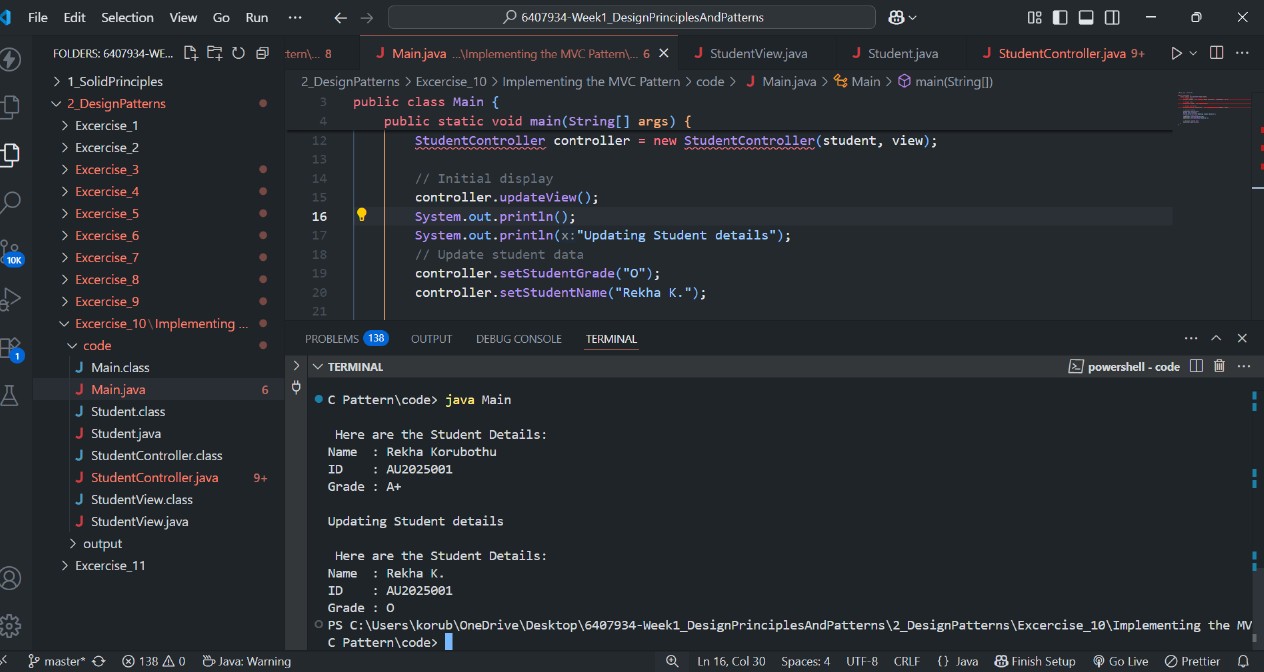 File Edit Selection View Go Run ··· 6407934-Week1_DesignPrinciplesAndPatterns
FOLDERS: 6407934-WE...
tern\... 8 Main.java ...\Implementing the MVC Pattern\... 6 StudentView.java Student.java StudentController.java 9+
2_DesignPatterns > Excercise_10 > Implementing the MVC Pattern > code > Main.java > Main > main(String[])
1_SolidPrinciples
2_DesignPatterns
Excercise_1
Excercise_2
Exercise_3
Exercise_4
Exercise_5
Exercise_6
Excercise_7
Excercise_8
Excercise_9
Excercise_10\Implementing ...
code
Main.class
Main.java 6
Student.class
Student.java
StudentController.class
StudentController.java 9+
StudentView.class
StudentView.java
output
Excercise_11
10K
1
3 public class Main {
4 public static void main(String[] args) {
12 StudentController controller = new StudentController(student, view);
13
14 // Initial display
15 controller.updateView();
16 System.out.println();
17 System.out.println(x:"Updating Student details");
18 // Update student data
19 controller.setStudentGrade("O");
20 controller.setStudentName("Rekha K.");
21
PROBLEMS 138 OUTPUT DEBUG CONSOLE TERMINAL
TERMINAL powershell - code
C Pattern\code> java Main
Here are the Student Details:
Name : Rekha Korubothu
ID : AU2025001
Grade : A+
Updating Student details
Here are the Student Details:
Name : Rekha K.
ID : AU2025001
Grade : O
PS C:\Users\korub\OneDrive\Desktop\6407934-Week1_DesignPrinciplesAndPatterns\2_DesignPatterns\Excercise_10\Implementing the MV
C Pattern\code>
master* 138 0 Java: Warning Ln 16, Col 30 Spaces: 4 UTF-8 CRLF {} Java Finish Setup Go Live Prettier